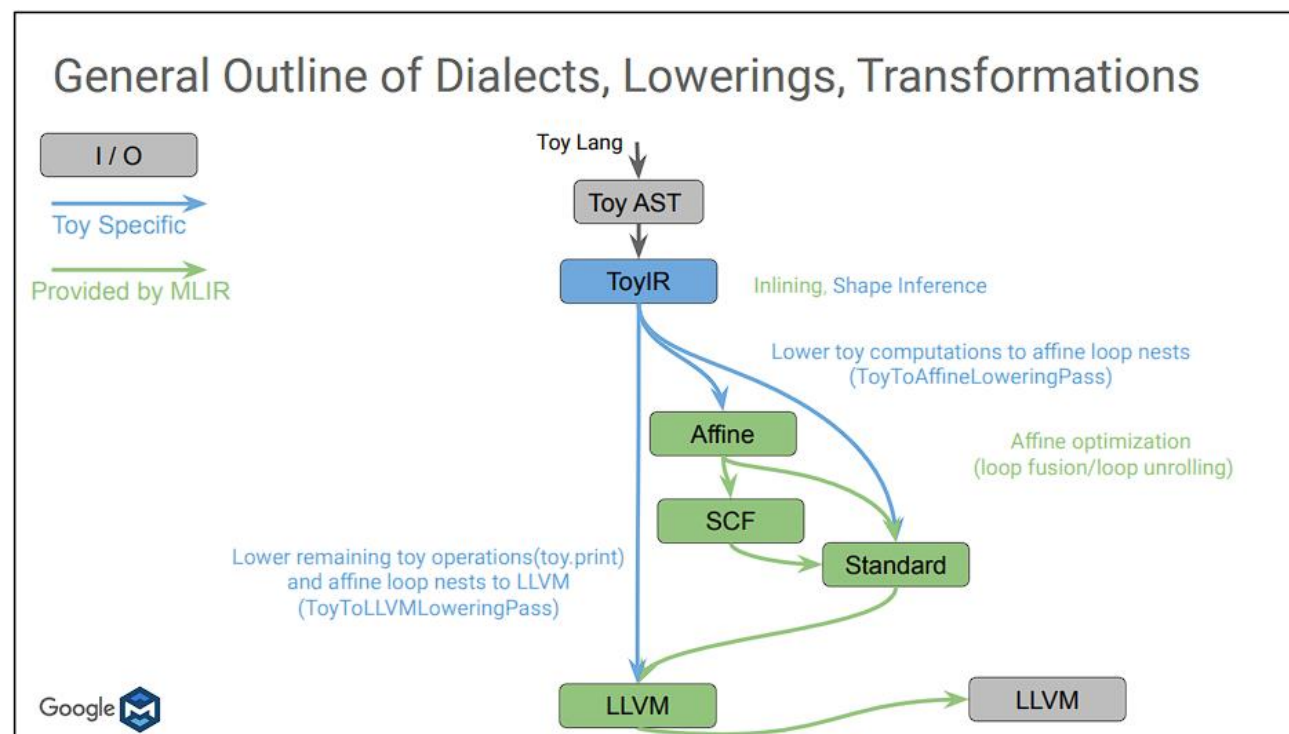 General Outline of Dialects, Lowerings, Transformations
I / O
Toy Specific
Provided by MLIR
Toy Lang
Toy AST
ToyIR
Inlining, Shape Inference
Lower toy computations to affine loop nests
(ToyToAffineLoweringPass)
Affine
Affine optimization
(loop fusion/loop unrolling)
SCF
Standard
Lower remaining toy operations(toy.print)
and affine loop nests to LLVM
(ToyToLLVMLoweringPass)
LLVM
LLVM
Google